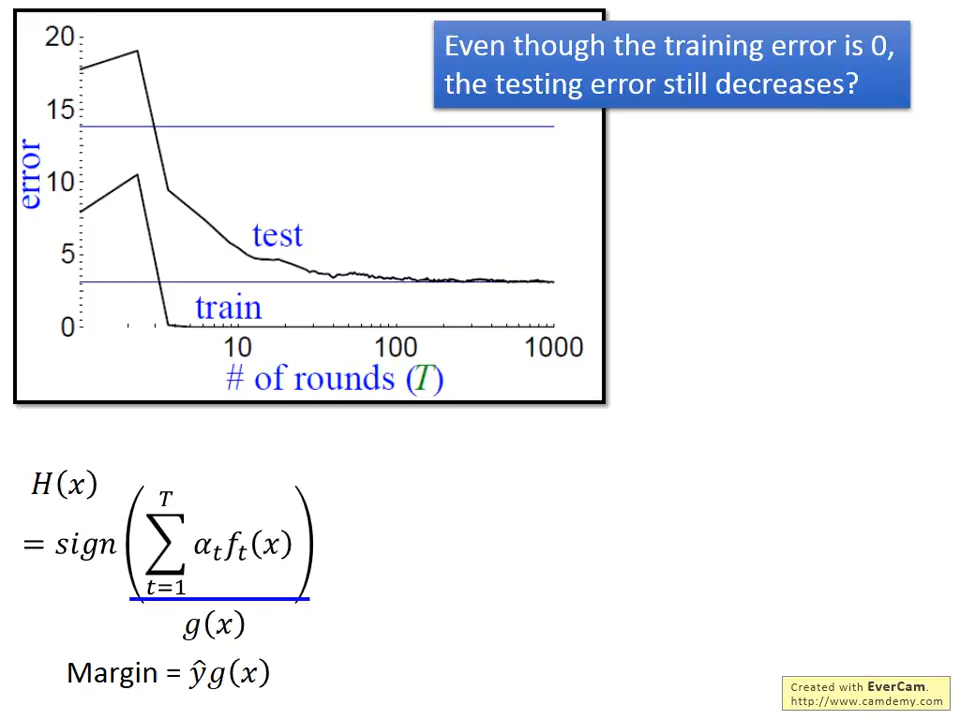 Even though the training error is 0,
the testing error still decreases?
20
15
10
5
0
error
test
train
10 100 1000
# of rounds (T)
H(x)
= sign(∑_{t=1}^{T} α_t f_t(x))
g(x)
Margin = ŷg(x)
Created with EverCam.
http://www.camdemy.com